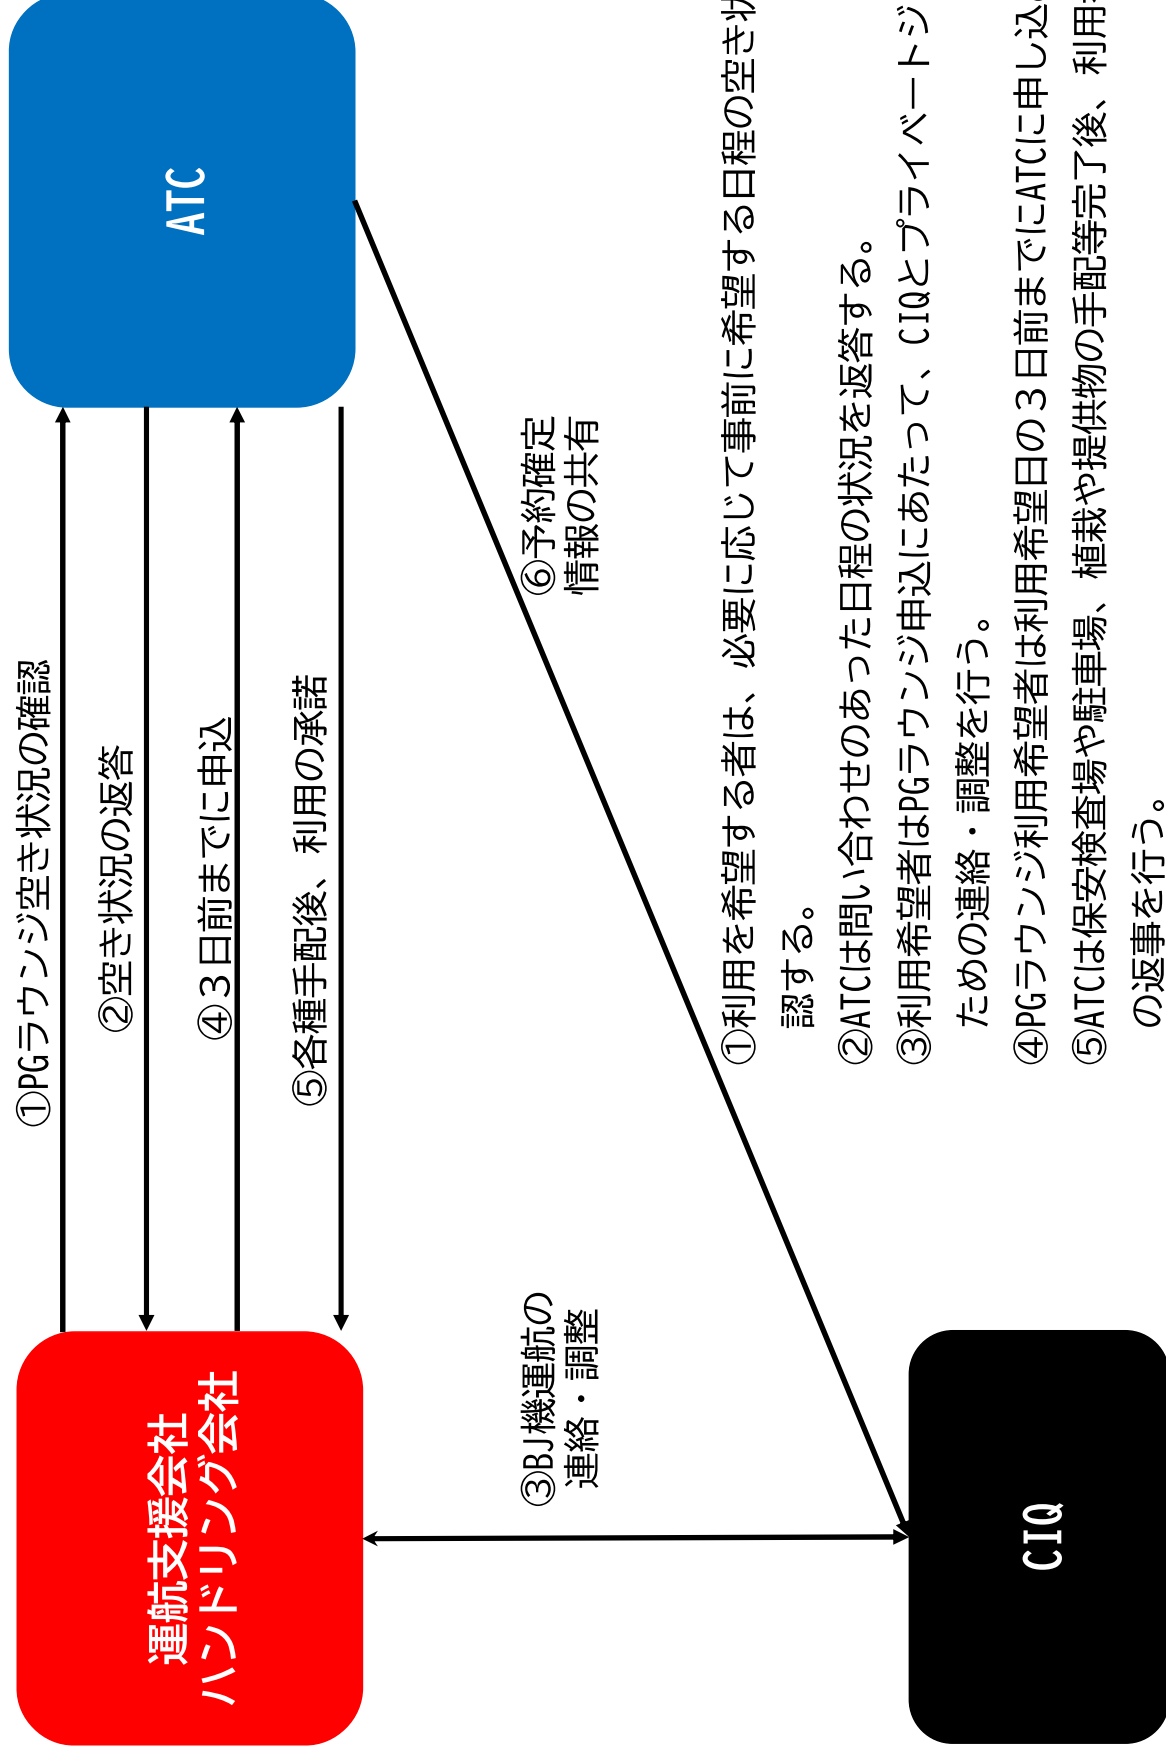 運航支援会社
ハンドリング会社
ATC
①PGラウンジ空き状況の確認
②空き状況の返答
④３日前までに申込
⑤各種手配後、利用の承諾
③BJ機運航の
連絡・調整
⑥予約確定
情報の共有
CIQ
①利用を希望する者は、必要に応じて事前に希望する日程の空き状
認する。
②ATCは問い合わせのあった日程の状況を返答する。
③利用希望者はPGラウンジ申込にあたって、CIQとプライベートジ
ための連絡・調整を行う。
④PGラウンジ利用希望者は利用希望日の３日前までにATCに申し込
⑤ATCは保安検査場や駐車場、植栽や提供物の手配等完了後、利用
の返事を行う。